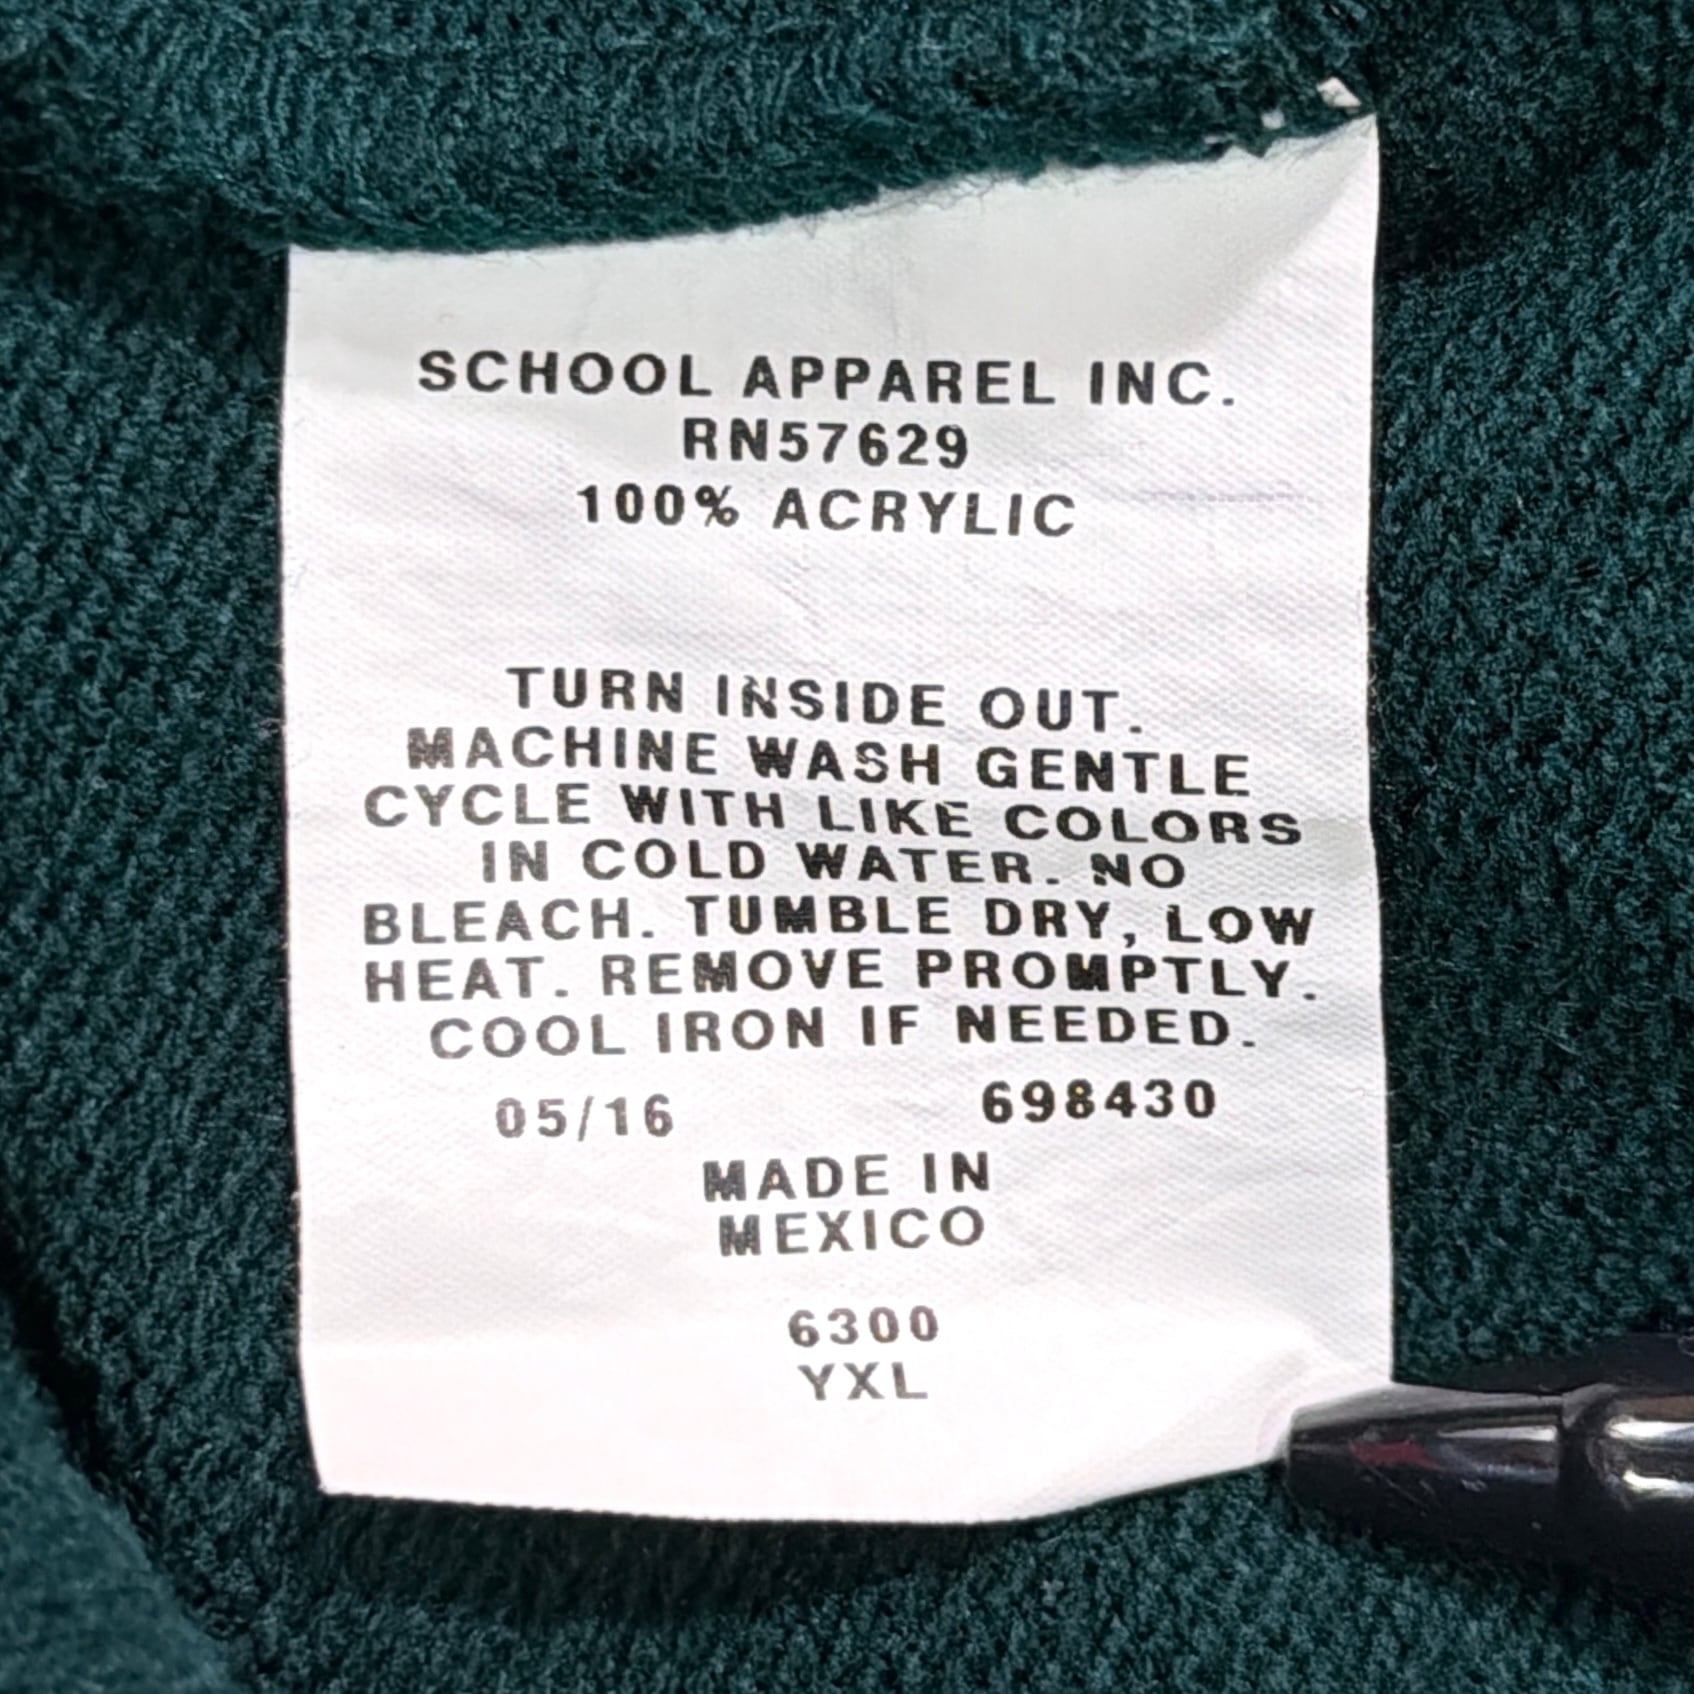 SCHOOL APPAREL INC.
RN57629
100% ACRYLIC
TURN INSIDE OUT.
MACHINE WASH GENTLE
CYCLE WITH LIKE COLORS
IN COLD WATER. NO
BLEACH. TUMBLE DRY, LOW
HEAT. REMOVE PROMPTLY.
COOL IRON IF NEEDED.
05/16 698430
MADE IN
MEXICO
6300
YXL